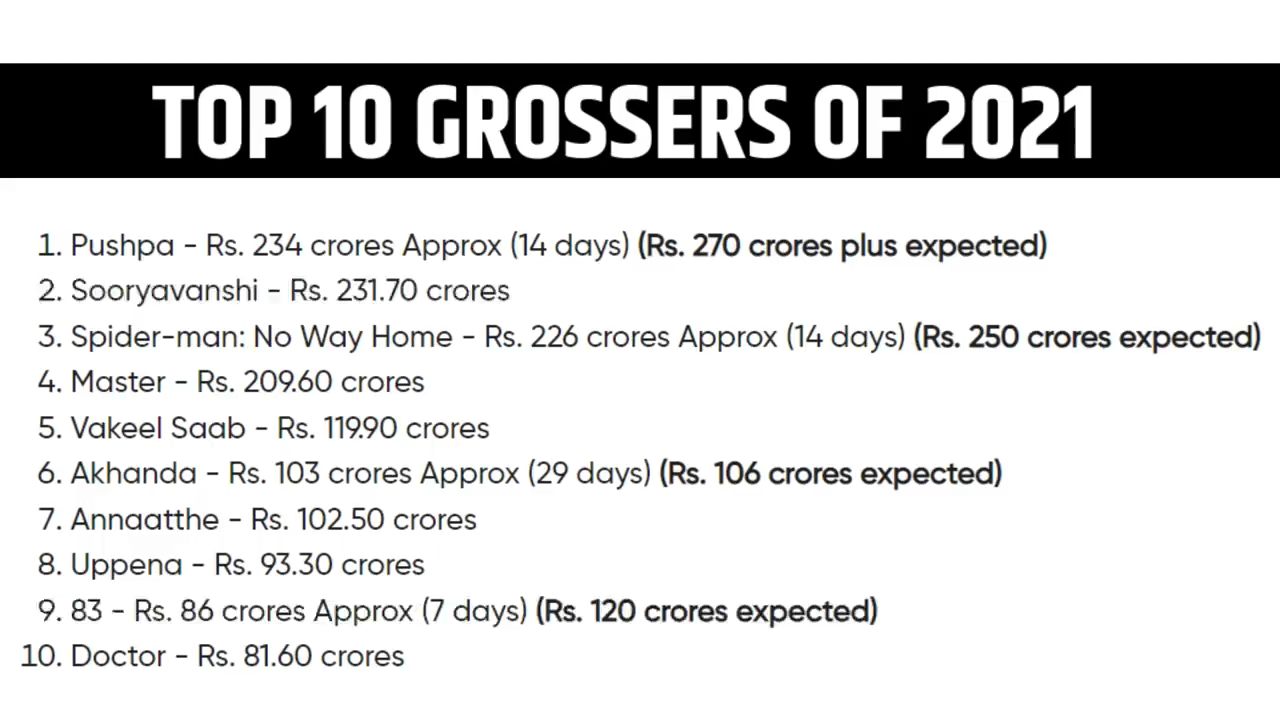 TOP 10 GROSSERS OF 2021
1. Pushpa - Rs. 234 crores Approx (14 days) (Rs. 270 crores plus expected)
2. Sooryavanshi - Rs. 231.70 crores
3. Spider-man: No Way Home - Rs. 226 crores Approx (14 days) (Rs. 250 crores expected)
4. Master - Rs. 209.60 crores
5. Vakeel Saab - Rs. 119.90 crores
6. Akhanda - Rs. 103 crores Approx (29 days) (Rs. 106 crores expected)
7. Annaatthe - Rs. 102.50 crores
8. Uppena - Rs. 93.30 crores
9. 83 - Rs. 86 crores Approx (7 days) (Rs. 120 crores expected)
10. Doctor - Rs. 81.60 crores